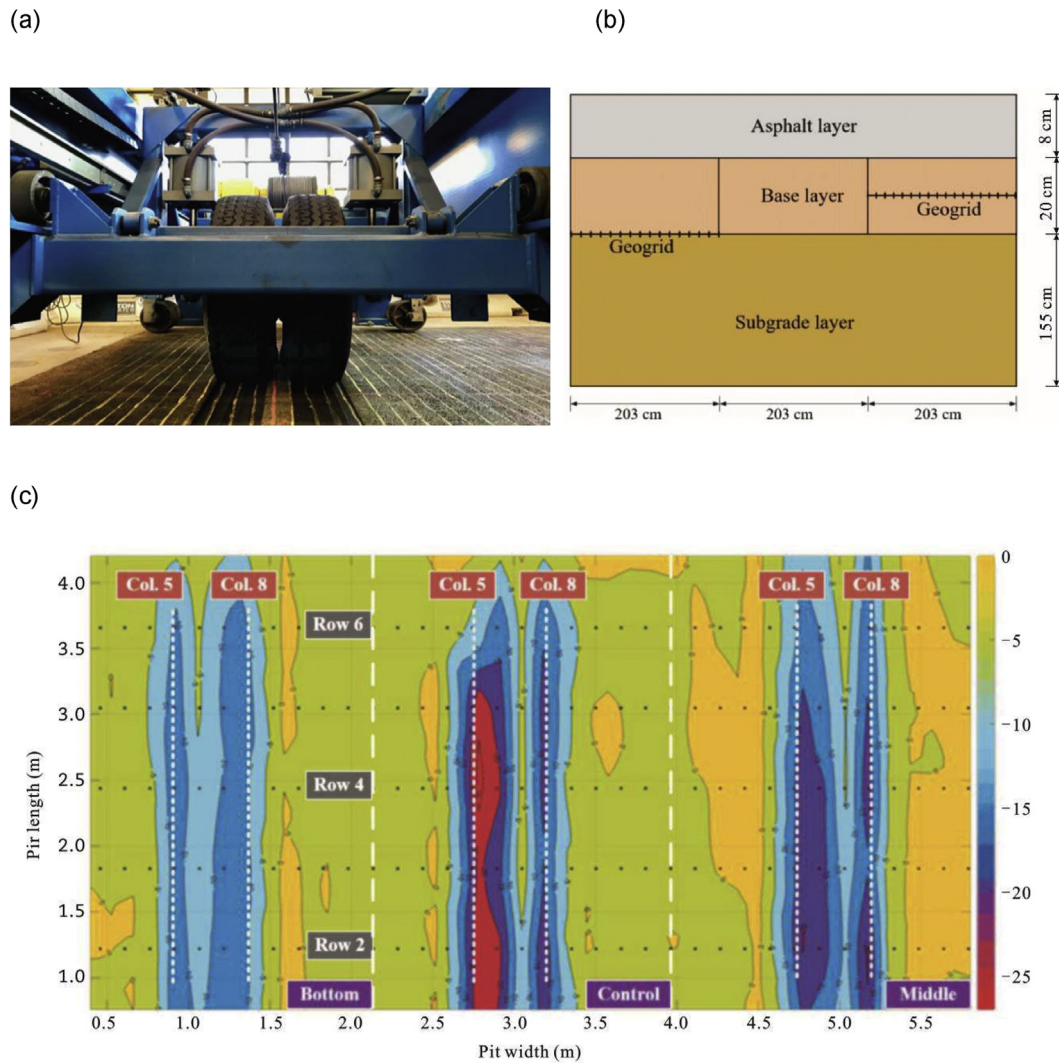 (a)
(b)
Asphalt layer
Base layer
Geogrid
Geogrid
Subgrade layer
8 cm
20 cm
155 cm
203 cm
203 cm
203 cm
(c)
Pir length (m)
4.0
3.5
3.0
2.5
2.0
1.5
1.0
Col. 5
Col. 8
Col. 5
Col. 8
Col. 5
Col. 8
Row 6
Row 4
Row 2
Bottom
Control
Middle
0
−5
−10
−15
−20
−25
0.5
1.0
1.5
2.0
2.5
3.0
3.5
4.0
4.5
5.0
5.5
Pit width (m)